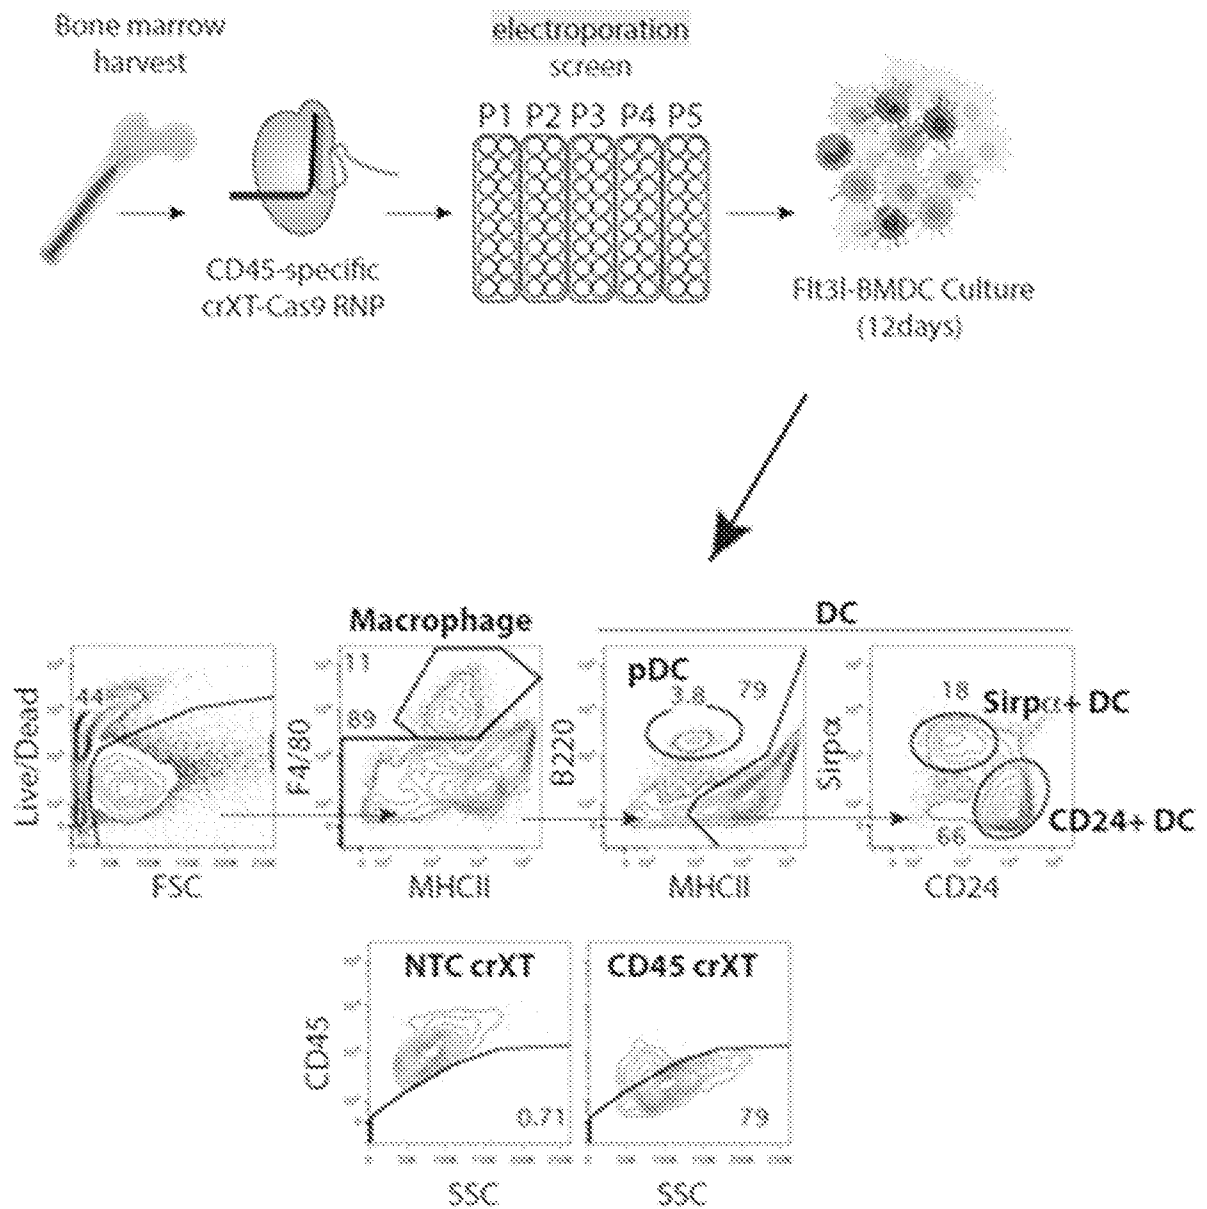 Bone marrow
harvest
electroporation
screen
P1 P2 P3 P4 P5
CD45-specific
crXT-Cas9 RNP
Flt3l-BMDC Culture
(12days)
DC
Macrophage
Live/Dead
44
FSC
F4/80
11
89
MHCII
B220
pDC
3.8
79
MHCII
Sirpα
18
Sirpα+ DC
CD24+ DC
66
CD24
CD45
NTC crXT
0.71
SSC
CD45 crXT
79
SSC